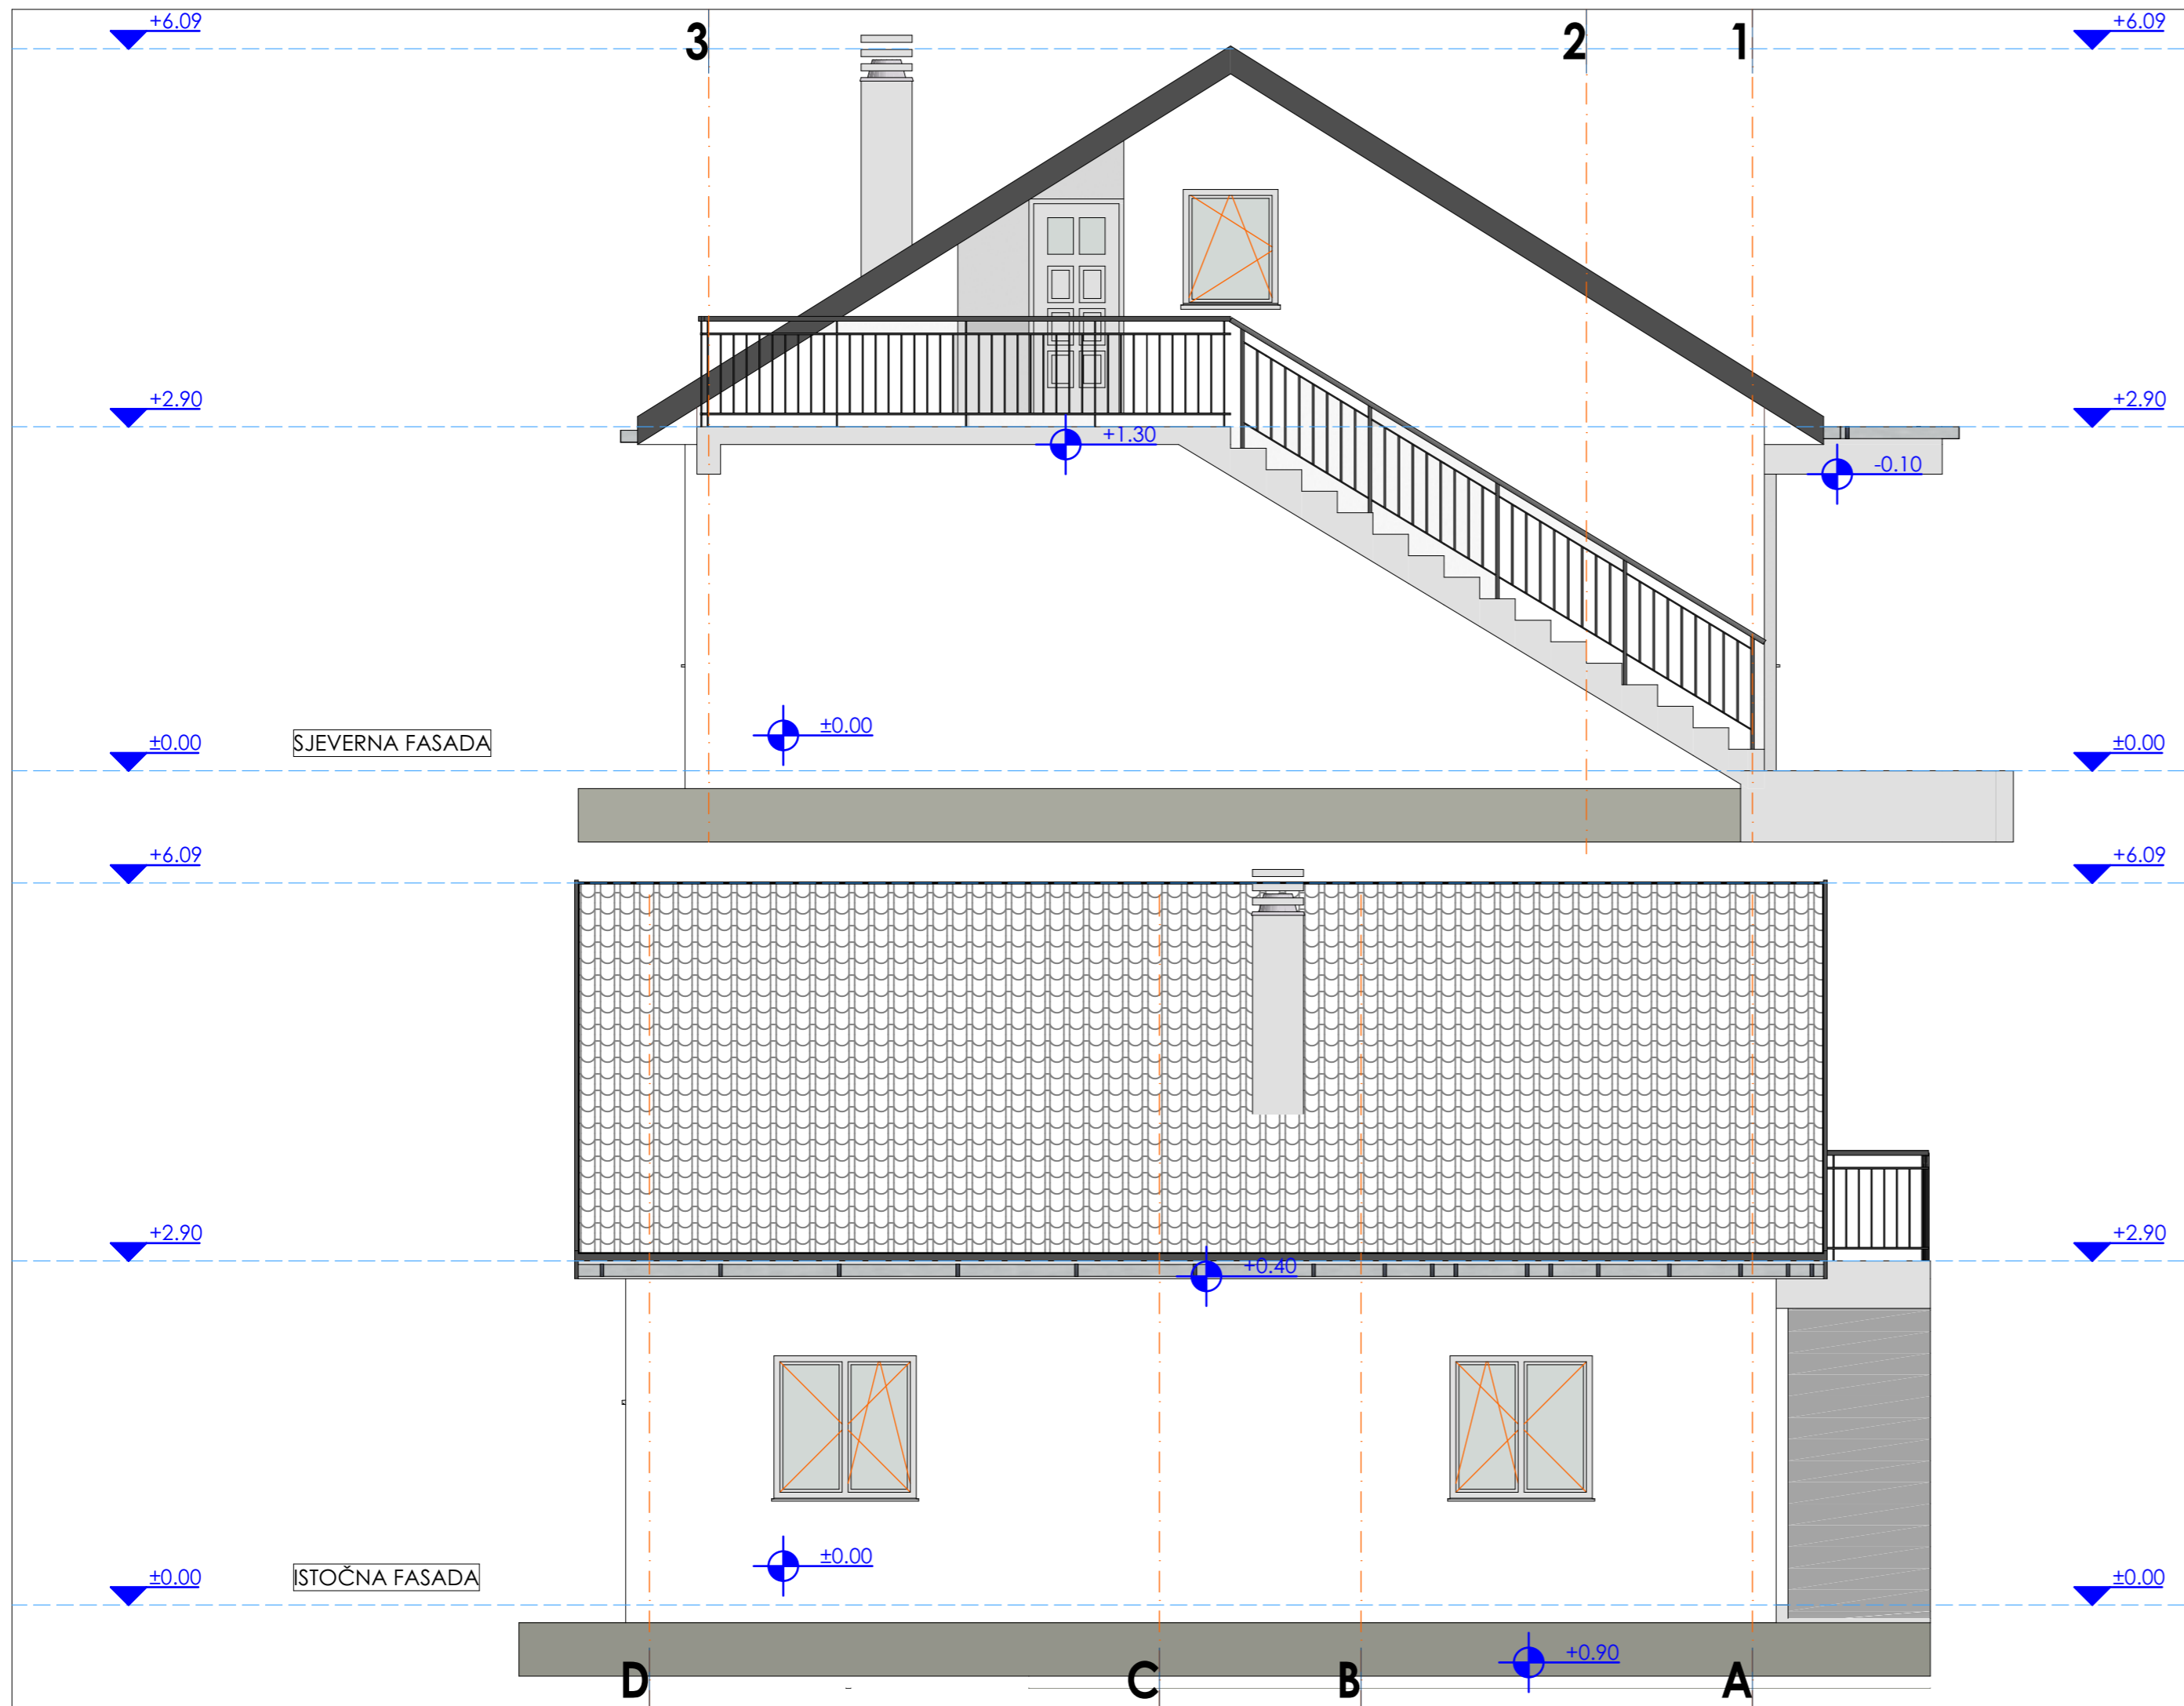 +6.09 3 2 1 +6.09
+2.90 +2.90
+1.30
-0.10
±0.00
SJEVERNA FASADA
±0.00 ±0.00
+6.09 +6.09
+2.90 +2.90
+0.40
±0.00
ISTOČNA FASADA
±0.00 ±0.00
+0.90
D C B A